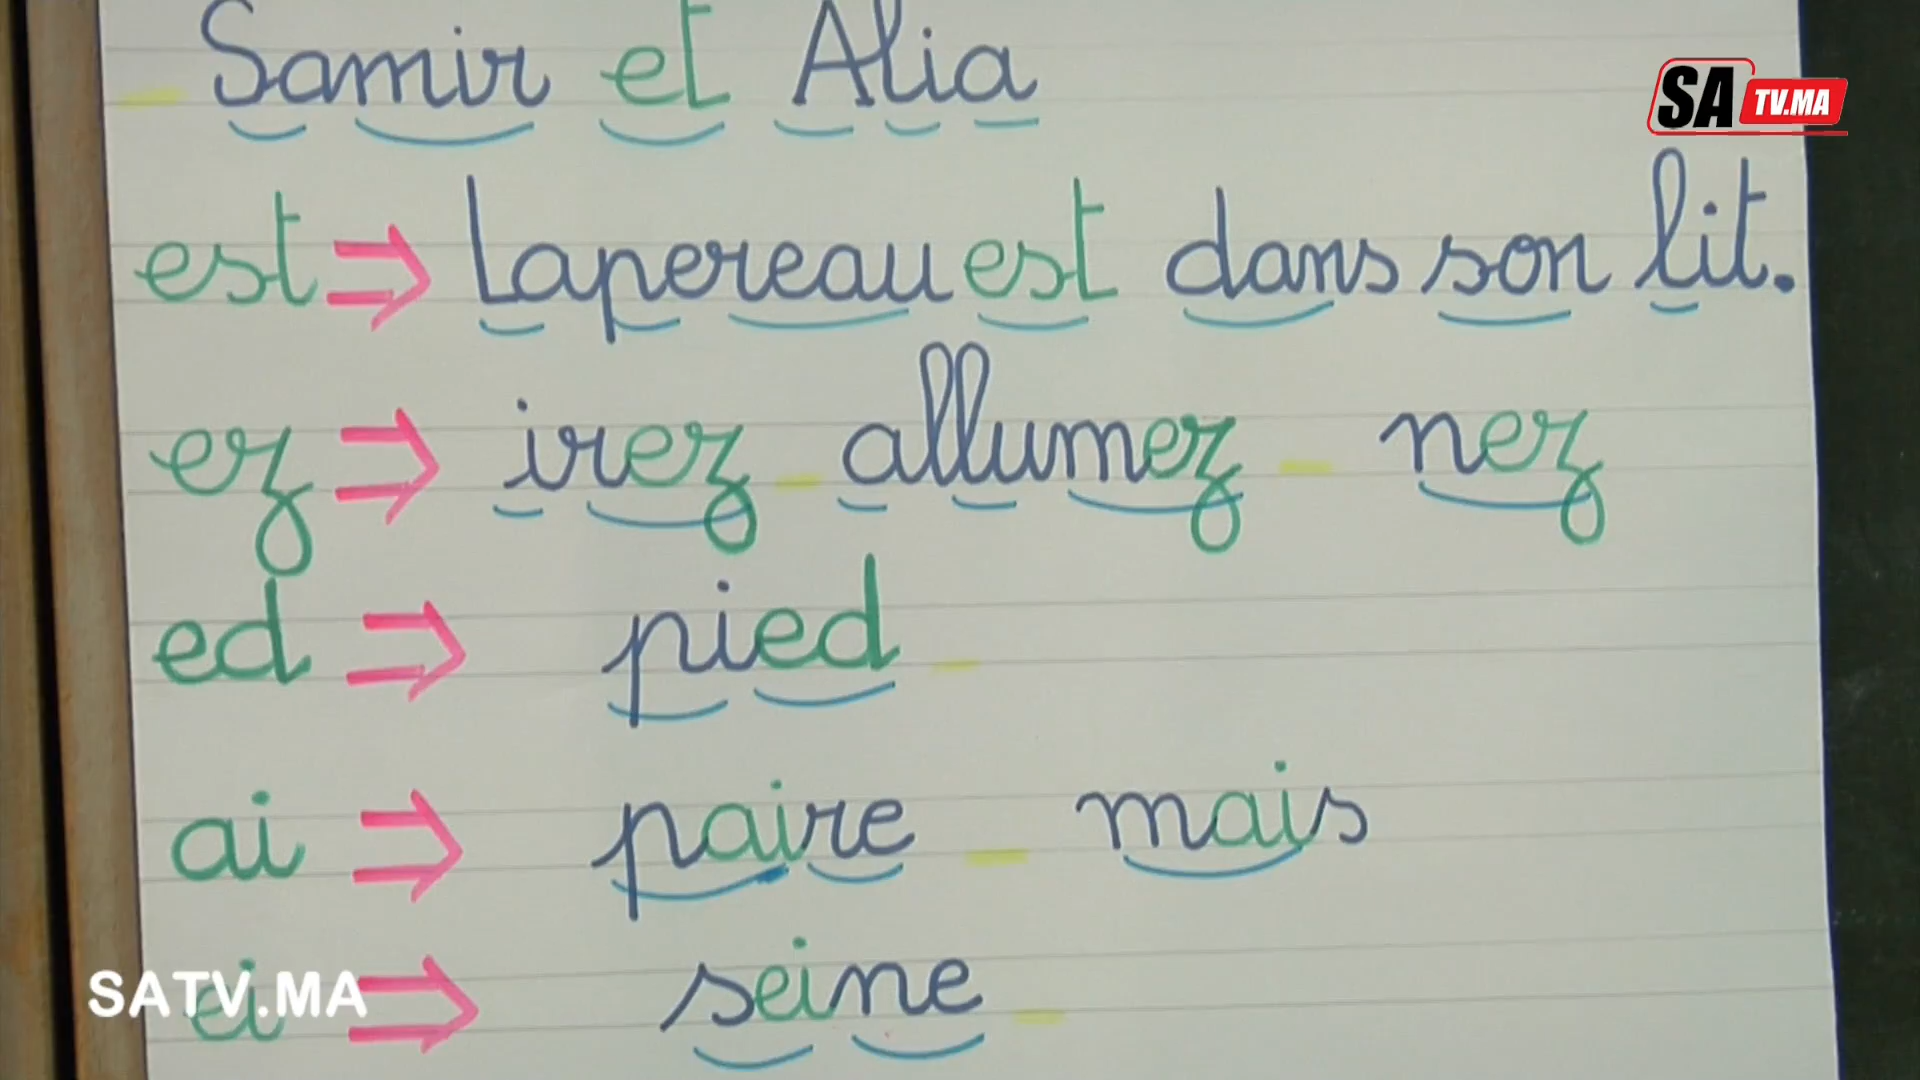 Samir et Alia
SA TV.MA
est ⇒ Lapereau est dans son lit.
ez ⇒ irez - allumez - nez
ed ⇒ pied -
ai ⇒ paire - mais
ei ⇒ seine -
SATV.MA